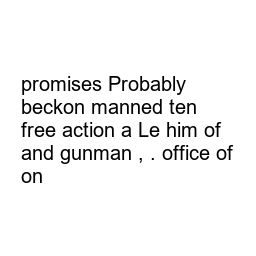 promises Probably
beckon manned ten
free action a Le him of
and gunman , . office of
on